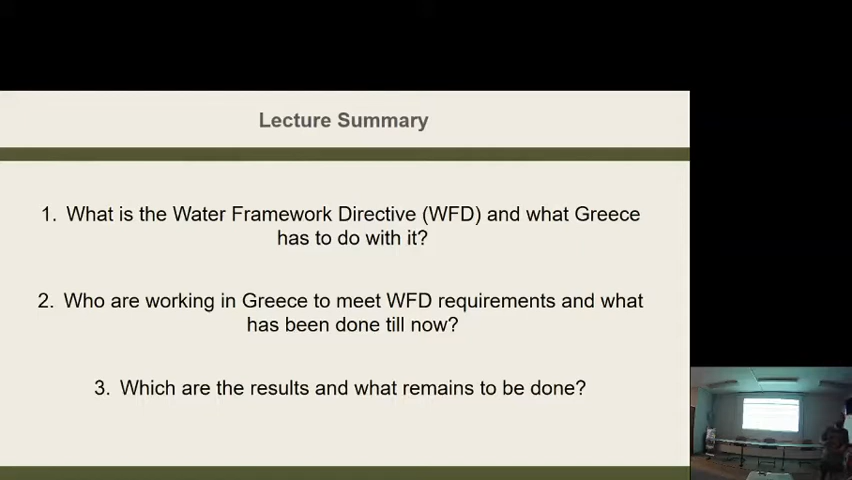 Lecture Summary
1. What is the Water Framework Directive (WFD) and what Greece
has to do with it?
2. Who are working in Greece to meet WFD requirements and what
has been done till now?
3. Which are the results and what remains to be done?